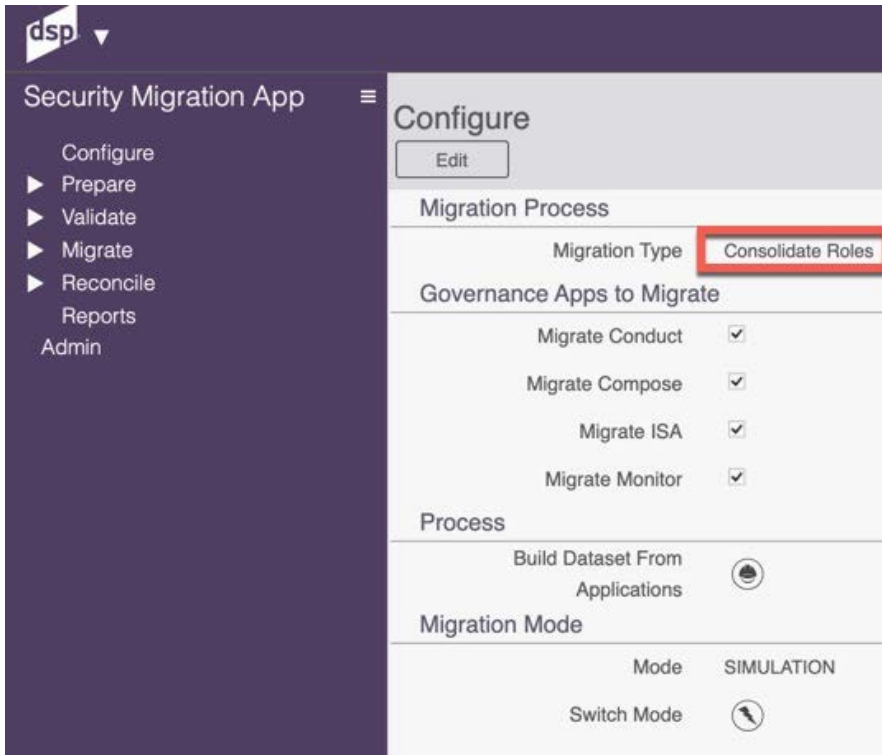 dsp
Security Migration App
Configure
Prepare
Validate
Migrate
Reconcile
Reports
Admin
Configure
Edit
Migration Process
Migration Type Consolidate Roles
Governance Apps to Migrate
Migrate Conduct
Migrate Compose
Migrate ISA
Migrate Monitor
Process
Build Dataset From
Applications
Migration Mode
Mode SIMULATION
Switch Mode